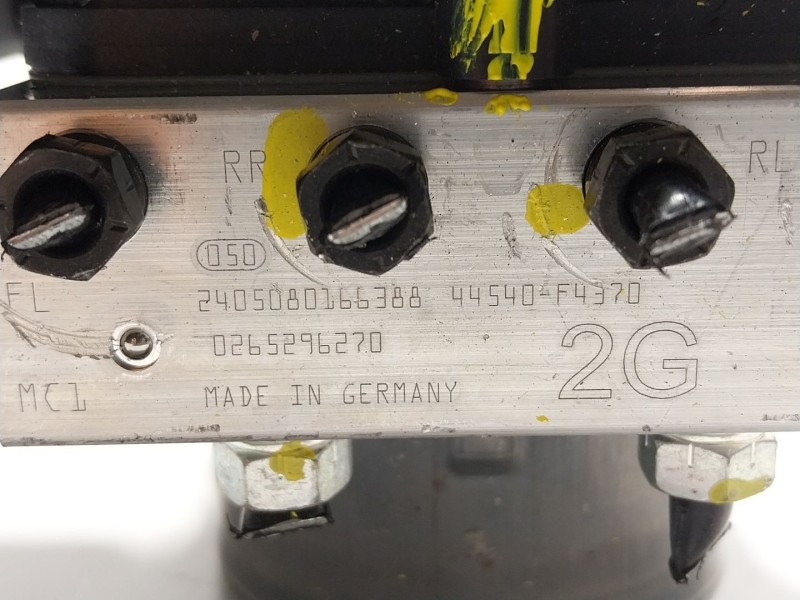 RR
RL
050
FL
2405080166388 44540-F4370
0265296270
2G
MC1
MADE IN GERMANY